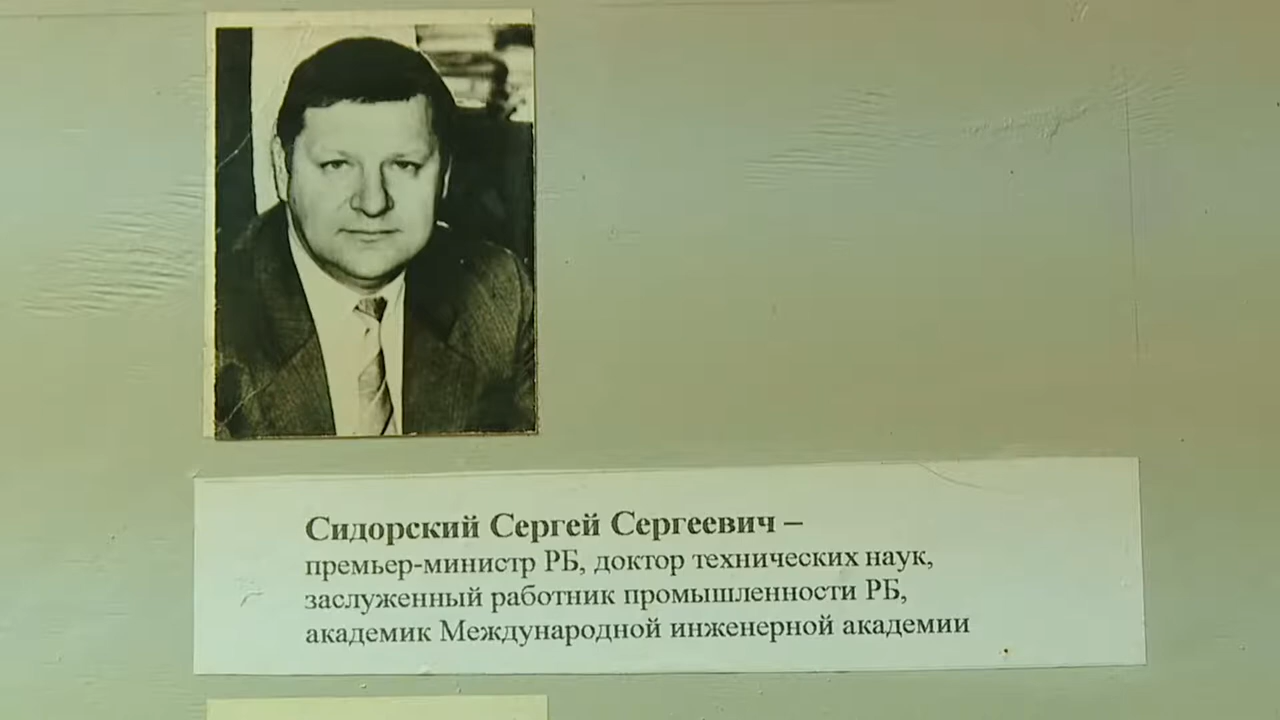 Сидорский Сергей Сергеевич –
премьер-министр РБ, доктор технических наук,
заслуженный работник промышленности РБ,
академик Международной инженерной академии